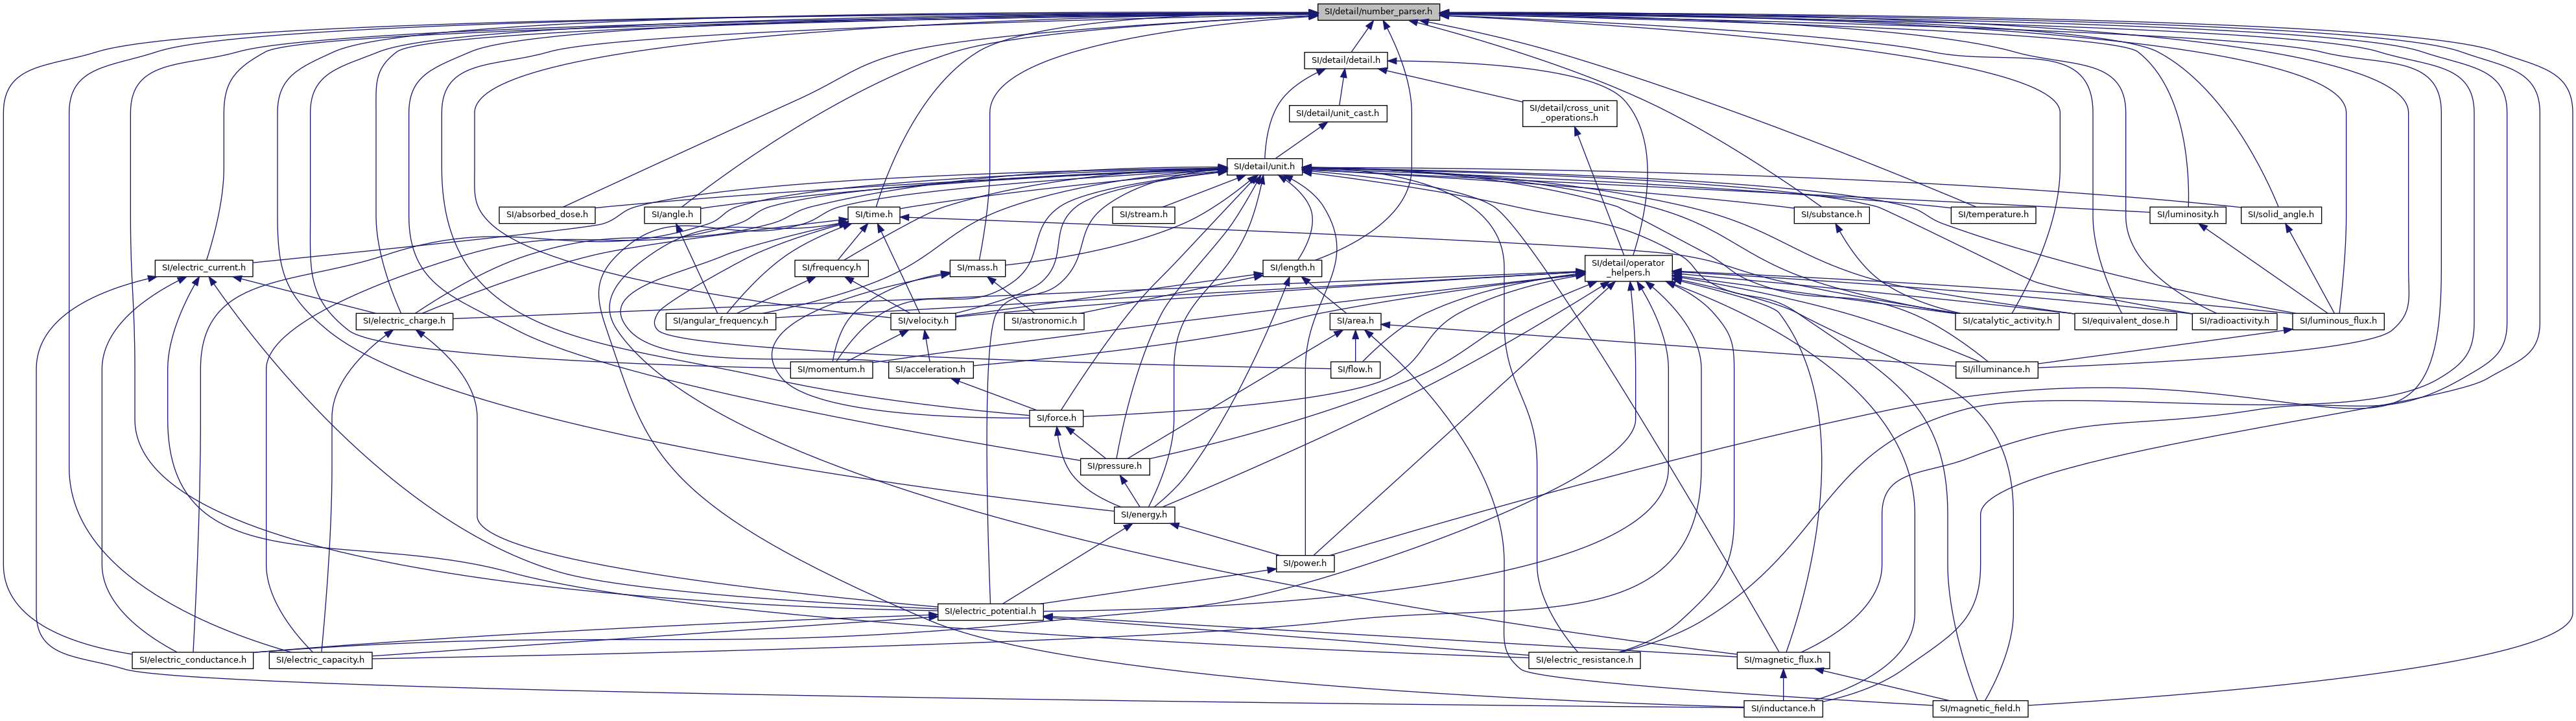 SI/detail/number_parser.h
SI/detail/detail.h
SI/detail/unit_cast.h
SI/detail/cross_unit
_operations.h
SI/detail/unit.h
SI/absorbed_dose.h
SI/angle.h
SI/time.h
SI/stream.h
SI/substance.h
SI/temperature.h
SI/luminosity.h
SI/solid_angle.h
SI/electric_current.h
SI/frequency.h
SI/mass.h
SI/length.h
SI/detail/operator
_helpers.h
SI/electric_charge.h
SI/angular_frequency.h
SI/velocity.h
SI/astronomic.h
SI/area.h
SI/catalytic_activity.h
SI/equivalent_dose.h
SI/radioactivity.h
SI/luminous_flux.h
SI/momentum.h
SI/acceleration.h
SI/flow.h
SI/illuminance.h
SI/force.h
SI/pressure.h
SI/energy.h
SI/power.h
SI/electric_potential.h
SI/electric_conductance.h
SI/electric_capacity.h
SI/electric_resistance.h
SI/magnetic_flux.h
SI/inductance.h
SI/magnetic_field.h